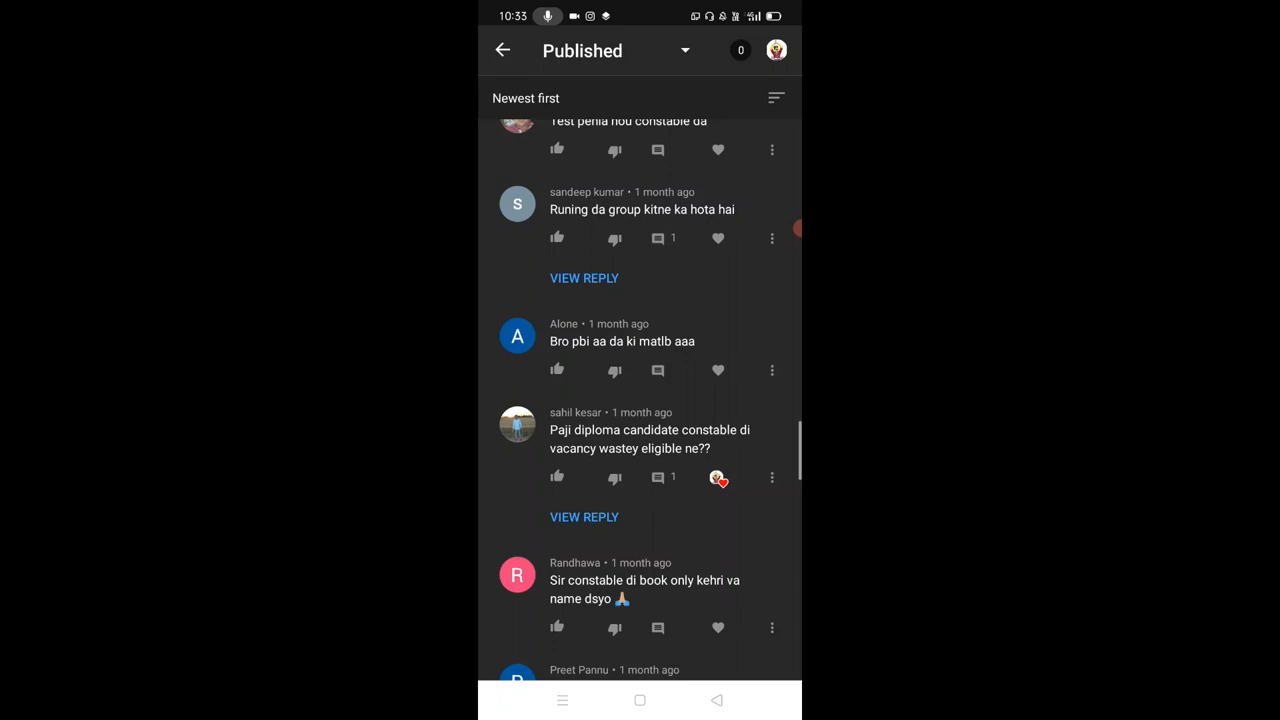 10:33
Published
0
Newest first
Test penla hou constable da
sandeep kumar • 1 month ago
Runing da group kitne ka hota hai
1
VIEW REPLY
Alone • 1 month ago
Bro pbi aa da ki matlb aaa
sahil kesar • 1 month ago
Paji diploma candidate constable di
vacancy wastey eligible ne??
1
VIEW REPLY
Randhawa • 1 month ago
Sir constable di book only kehri va
name dsyo 🙏
Preet Pannu • 1 month ago